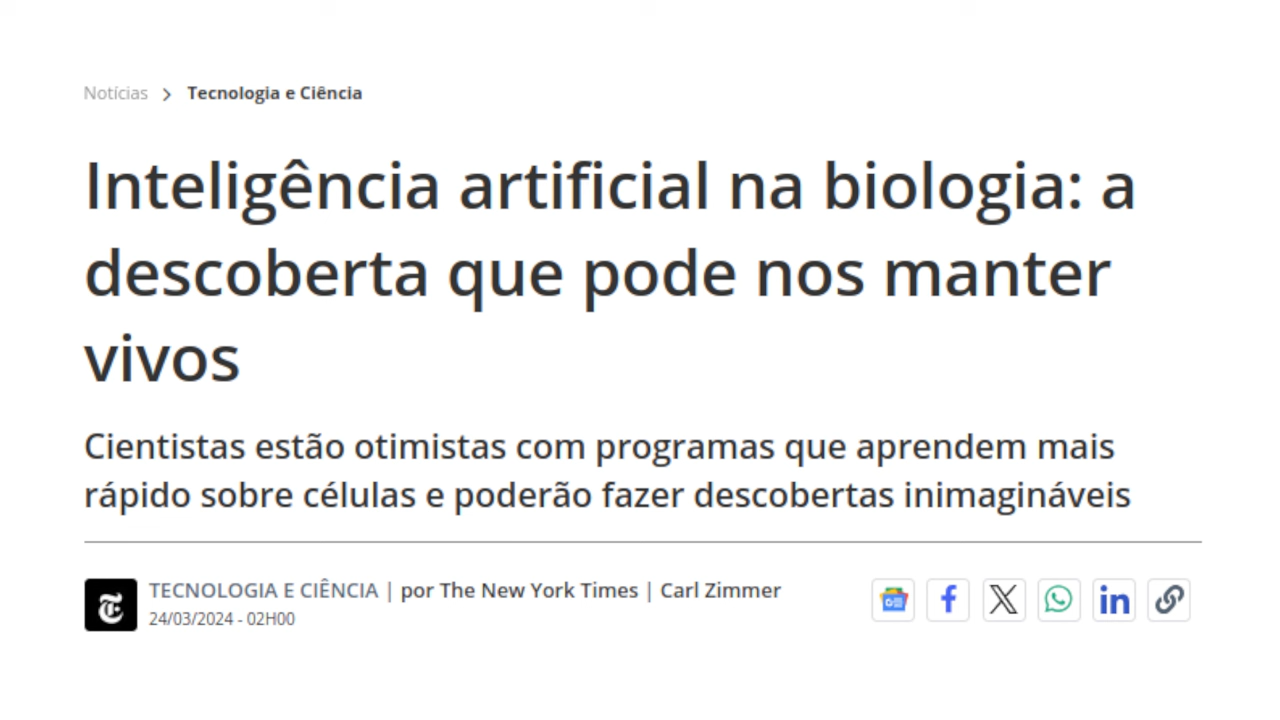 Notícias > Tecnologia e Ciência
Inteligência artificial na biologia: a
descoberta que pode nos manter
vivos
Cientistas estão otimistas com programas que aprendem mais
rápido sobre células e poderão fazer descobertas inimagináveis
TECNOLOGIA E CIÊNCIA | por The New York Times | Carl Zimmer
24/03/2024 - 02H00